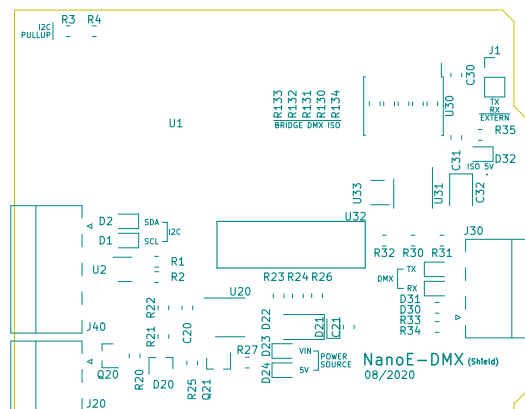 I2C
PULLUP
R3 R4
J1
C30
U30
TX
RX
EXTERN
R133
R132
R131
R130
R134
BRIDGE DMX ISO
U1
R35
C31
D32
ISO 5V
U33
U31
C32
U32
D2
SDA
D1
SCL
I2C
U2
R1
R2
J30
R32 R30 R31
DMX
TX
RX
R23 R24 R26
U20
R22
R21
C20
D22
D21
C21
D31
D30
R33
R34
J40
Q20
R20
D20
R25
Q21
R27
D23
D24
VIN
5V
POWER
SOURCE
NanoE-DMX (Shield)
08/2020
J20